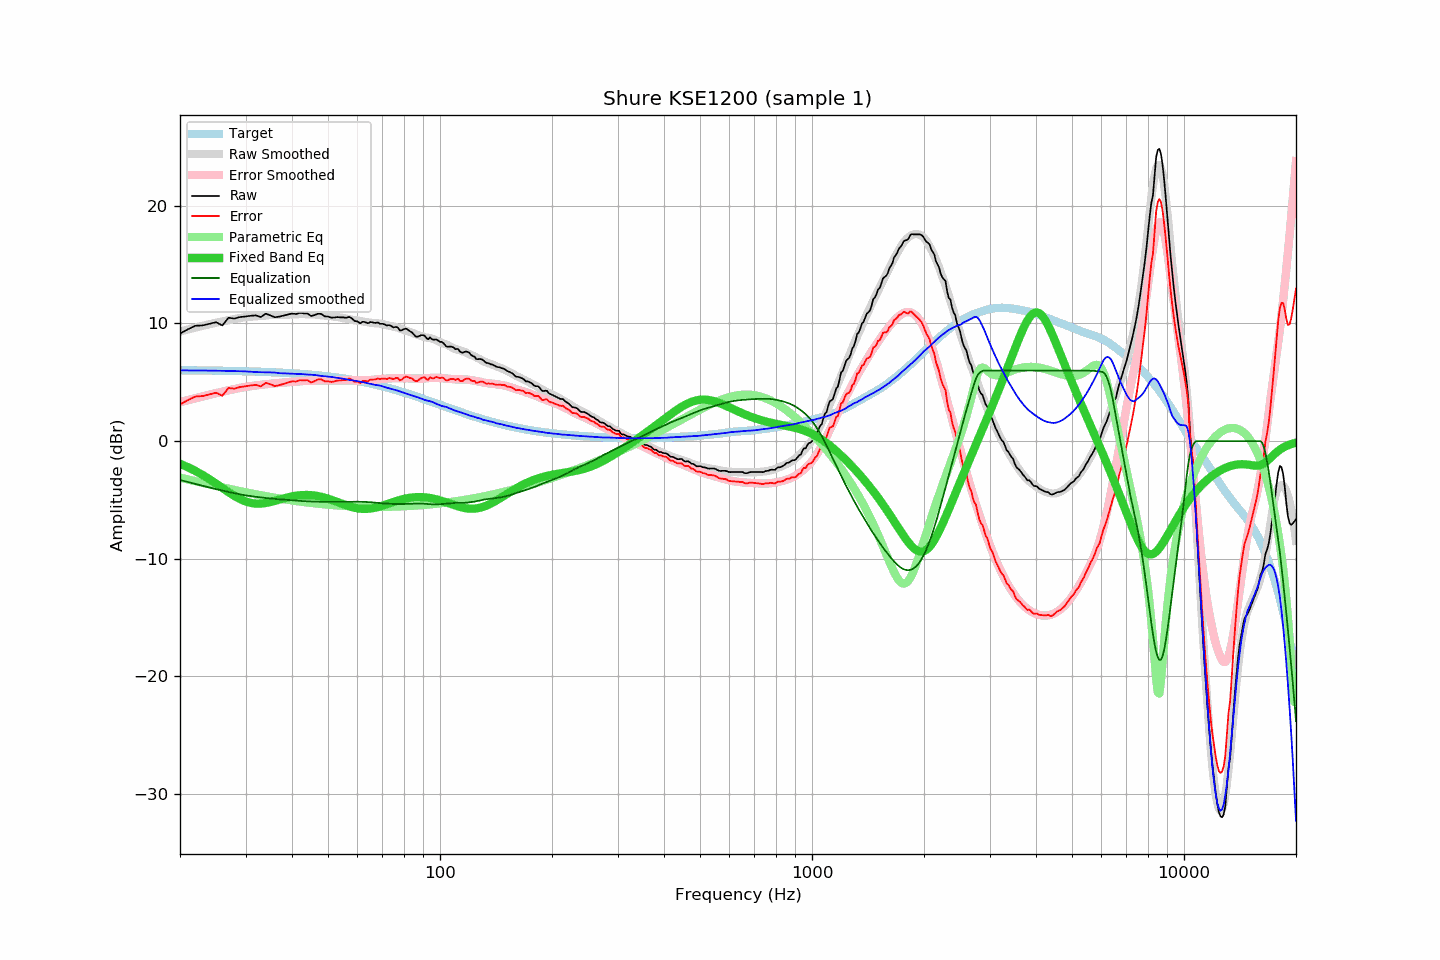 Shure KSE1200 (sample 1)
Target
Raw Smoothed
Error Smoothed
Raw
Error
Parametric Eq
Fixed Band Eq
Equalization
Equalized smoothed
20
10
0
−10
−20
−30
Amplitude (dBr)
100
1000
10000
Frequency (Hz)